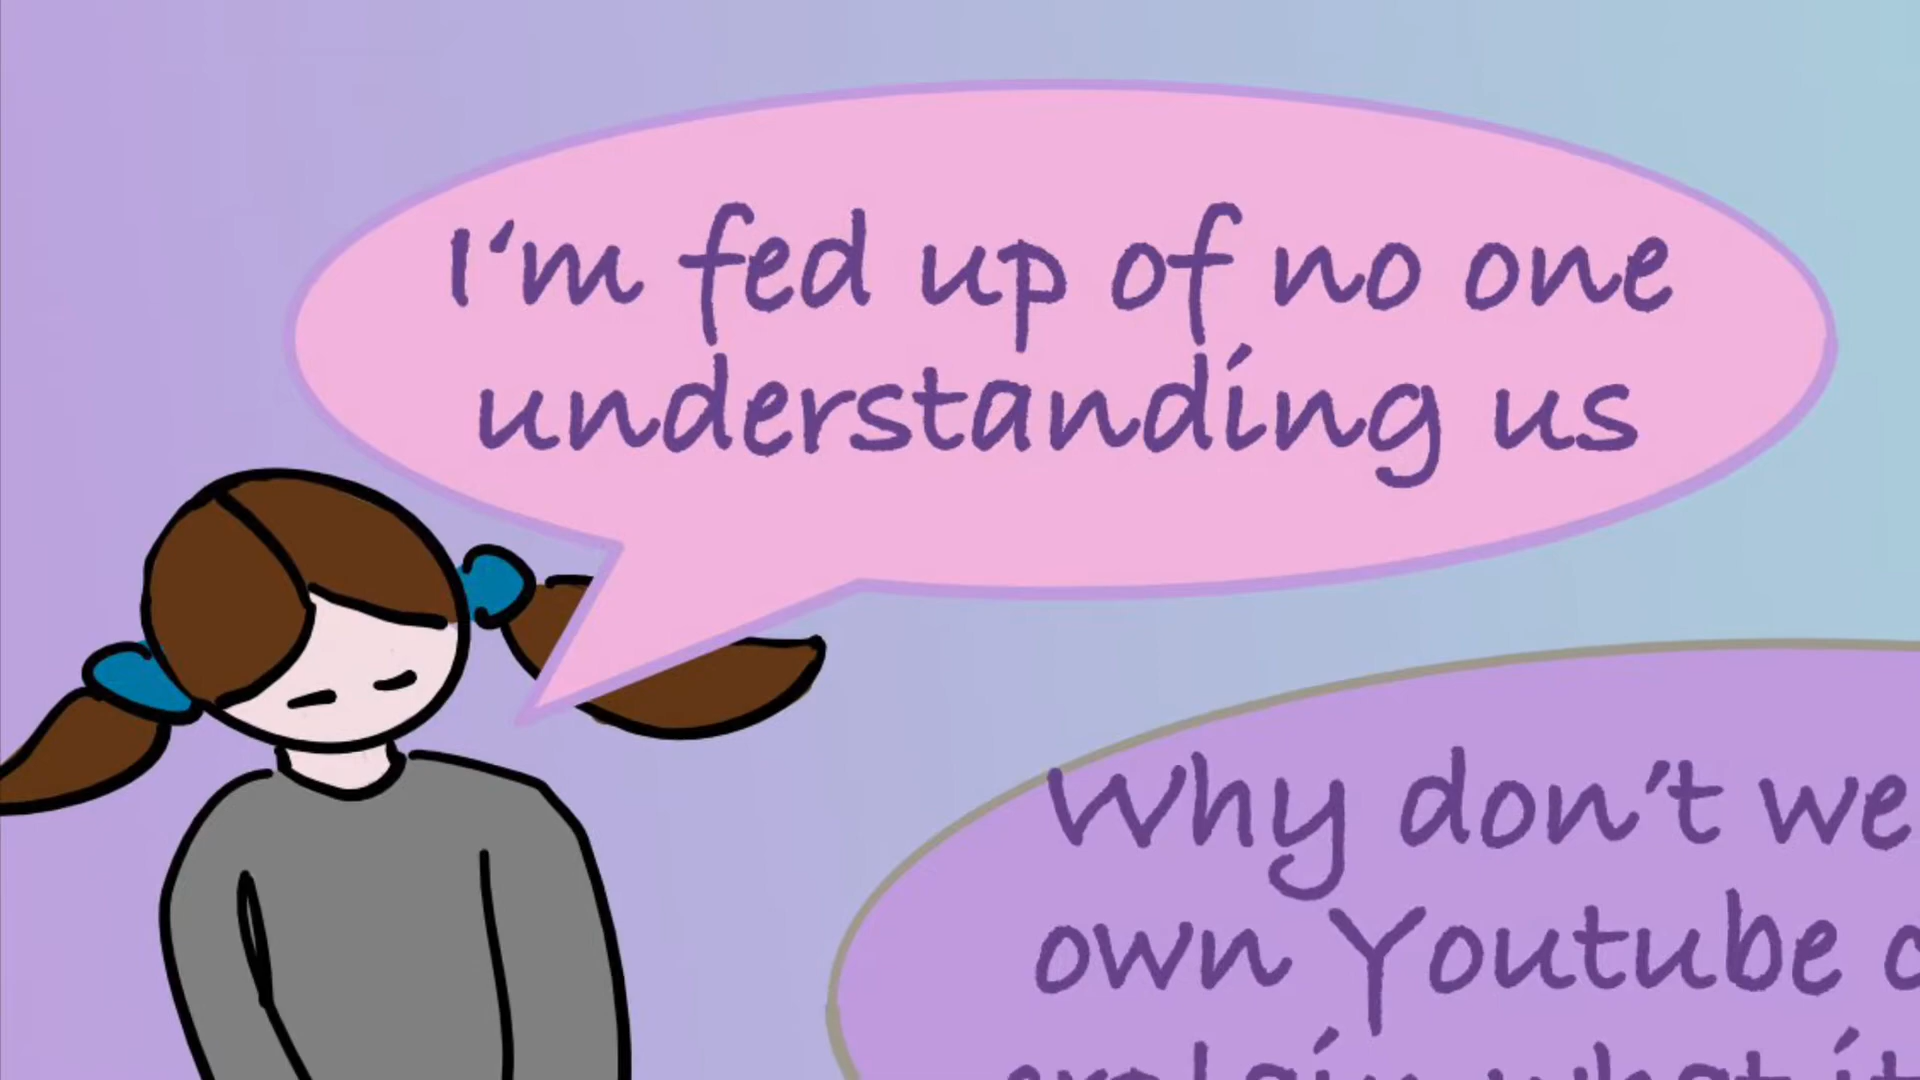 I'm fed up of no one
understanding us
Why don't we
own Youtube